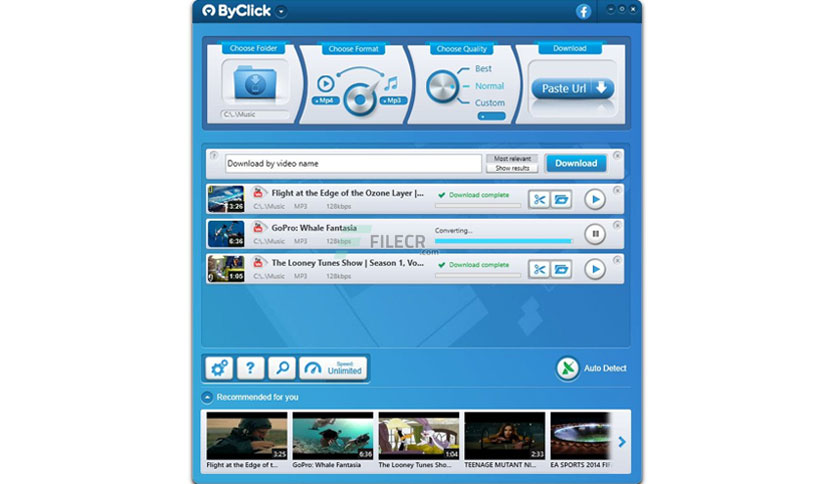 ByClick
Choose Folder
Choose Format
Choose Quality
Download
Mp4
Mp3
Best
Normal
Custom
Paste Url
C:\..\Music
Download by video name
Most relevant
Show results
Download
Flight at the Edge of the Ozone Layer |...
Download complete
3:26
C:\..\Music MP3 128kbps
GoPro: Whale Fantasia
Converting...
6:36
C:\..\Music MP3 128kbps
FILECR
.com
The Looney Tunes Show | Season 1, Vo...
Download complete
1:05
C:\..\Music MP3 128kbps
?
Speed:
Unlimited
Auto Detect
Recommended for you
3:25
6:36
1:04
2:33
Flight at the Edge of t...
GoPro: Whale Fantasia
The Looney Tunes Sho...
TEENAGE MUTANT NI...
EA SPORTS 2014 FIF